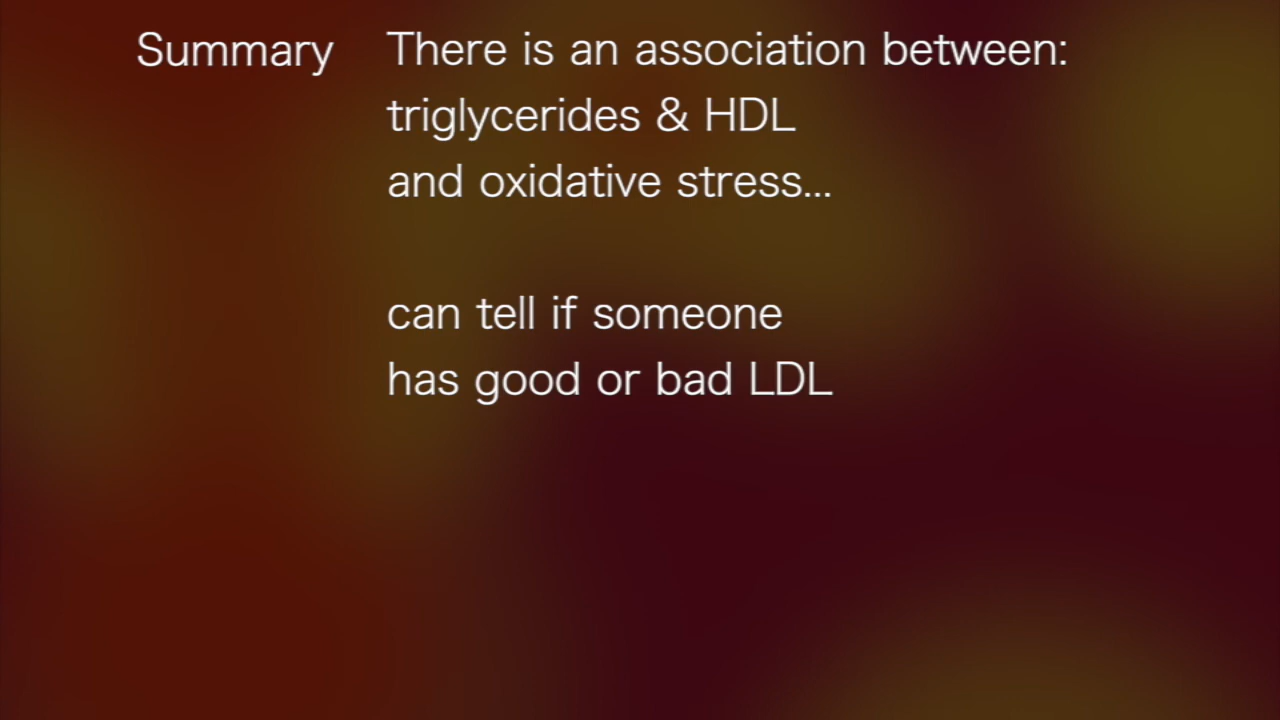 Summary There is an association between:
triglycerides & HDL
and oxidative stress...
can tell if someone
has good or bad LDL